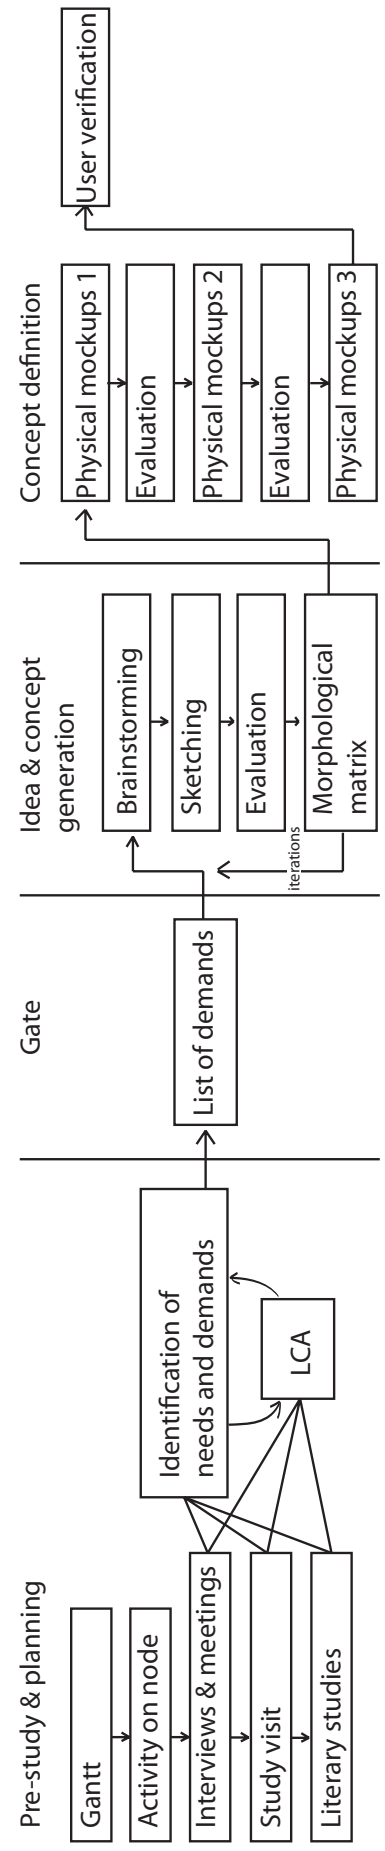 Pre-study & planning
Gantt
Activity on node
Interviews & meetings
Study visit
Literary studies
Identification of
needs and demands
LCA
Gate
List of demands
Idea & concept
generation
Brainstorming
Sketching
Evaluation
Morphological
matrix
iterations
Concept definition
Physical mockups 1
Evaluation
Physical mockups 2
Evaluation
Physical mockups 3
User verification